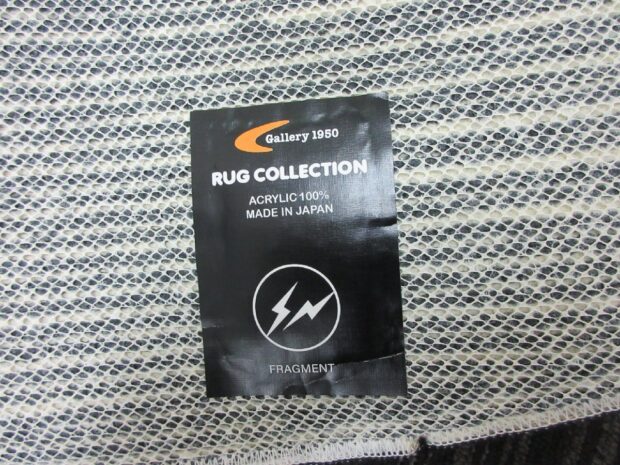 Gallery 1950
RUG COLLECTION
ACRYLIC 100%
MADE IN JAPAN
FRAGMENT